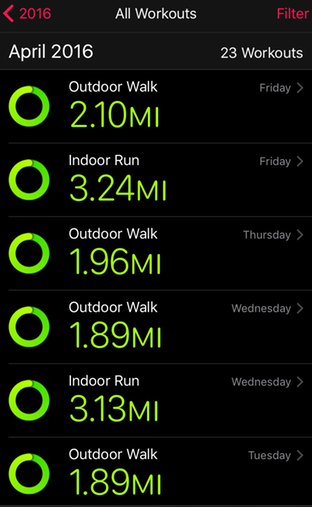 2016 All Workouts Filter
April 2016 23 Workouts
Outdoor Walk Friday
2.10MI
Indoor Run Friday
3.24MI
Outdoor Walk Thursday
1.96MI
Outdoor Walk Wednesday
1.89MI
Indoor Run Wednesday
3.13MI
Outdoor Walk Tuesday
1.89MI